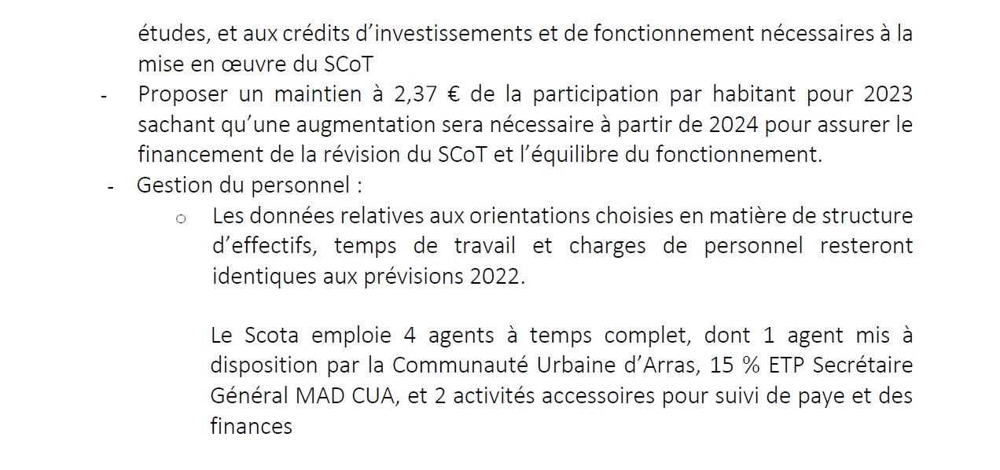 études, et aux crédits d’investissements et de fonctionnement nécessaires à la
mise en œuvre du SCoT
- Proposer un maintien à 2,37 € de la participation par habitant pour 2023
sachant qu’une augmentation sera nécessaire à partir de 2024 pour assurer le
financement de la révision du SCoT et l’équilibre du fonctionnement.
- Gestion du personnel :
o Les données relatives aux orientations choisies en matière de structure
d’effectifs, temps de travail et charges de personnel resteront
identiques aux prévisions 2022.
Le Scota emploie 4 agents à temps complet, dont 1 agent mis à
disposition par la Communauté Urbaine d’Arras, 15 % ETP Secrétaire
Général MAD CUA, et 2 activités accessoires pour suivi de paye et des
finances